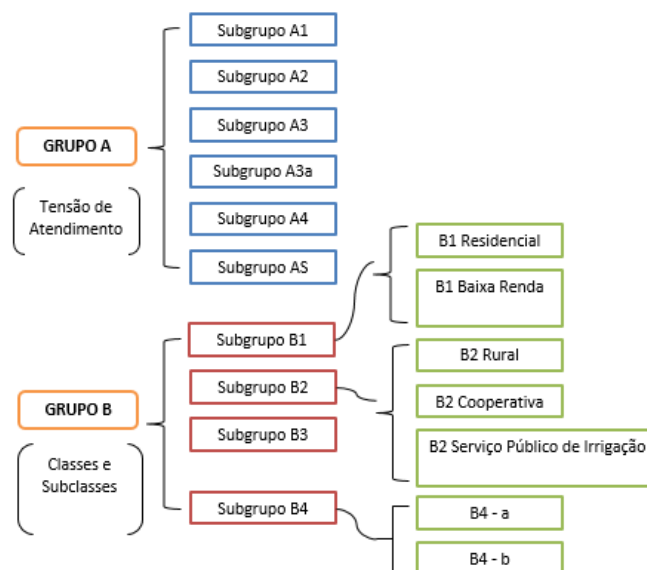 Subgrupo A1
Subgrupo A2
Subgrupo A3
GRUPO A
Subgrupo A3a
Tensão de
Atendimento
Subgrupo A4
Subgrupo AS
B1 Residencial
B1 Baixa Renda
Subgrupo B1
B2 Rural
Subgrupo B2
B2 Cooperativa
GRUPO B
Subgrupo B3
B2 Serviço Público de Irrigação
Classes e
Subclasses
Subgrupo B4
B4 - a
B4 - b